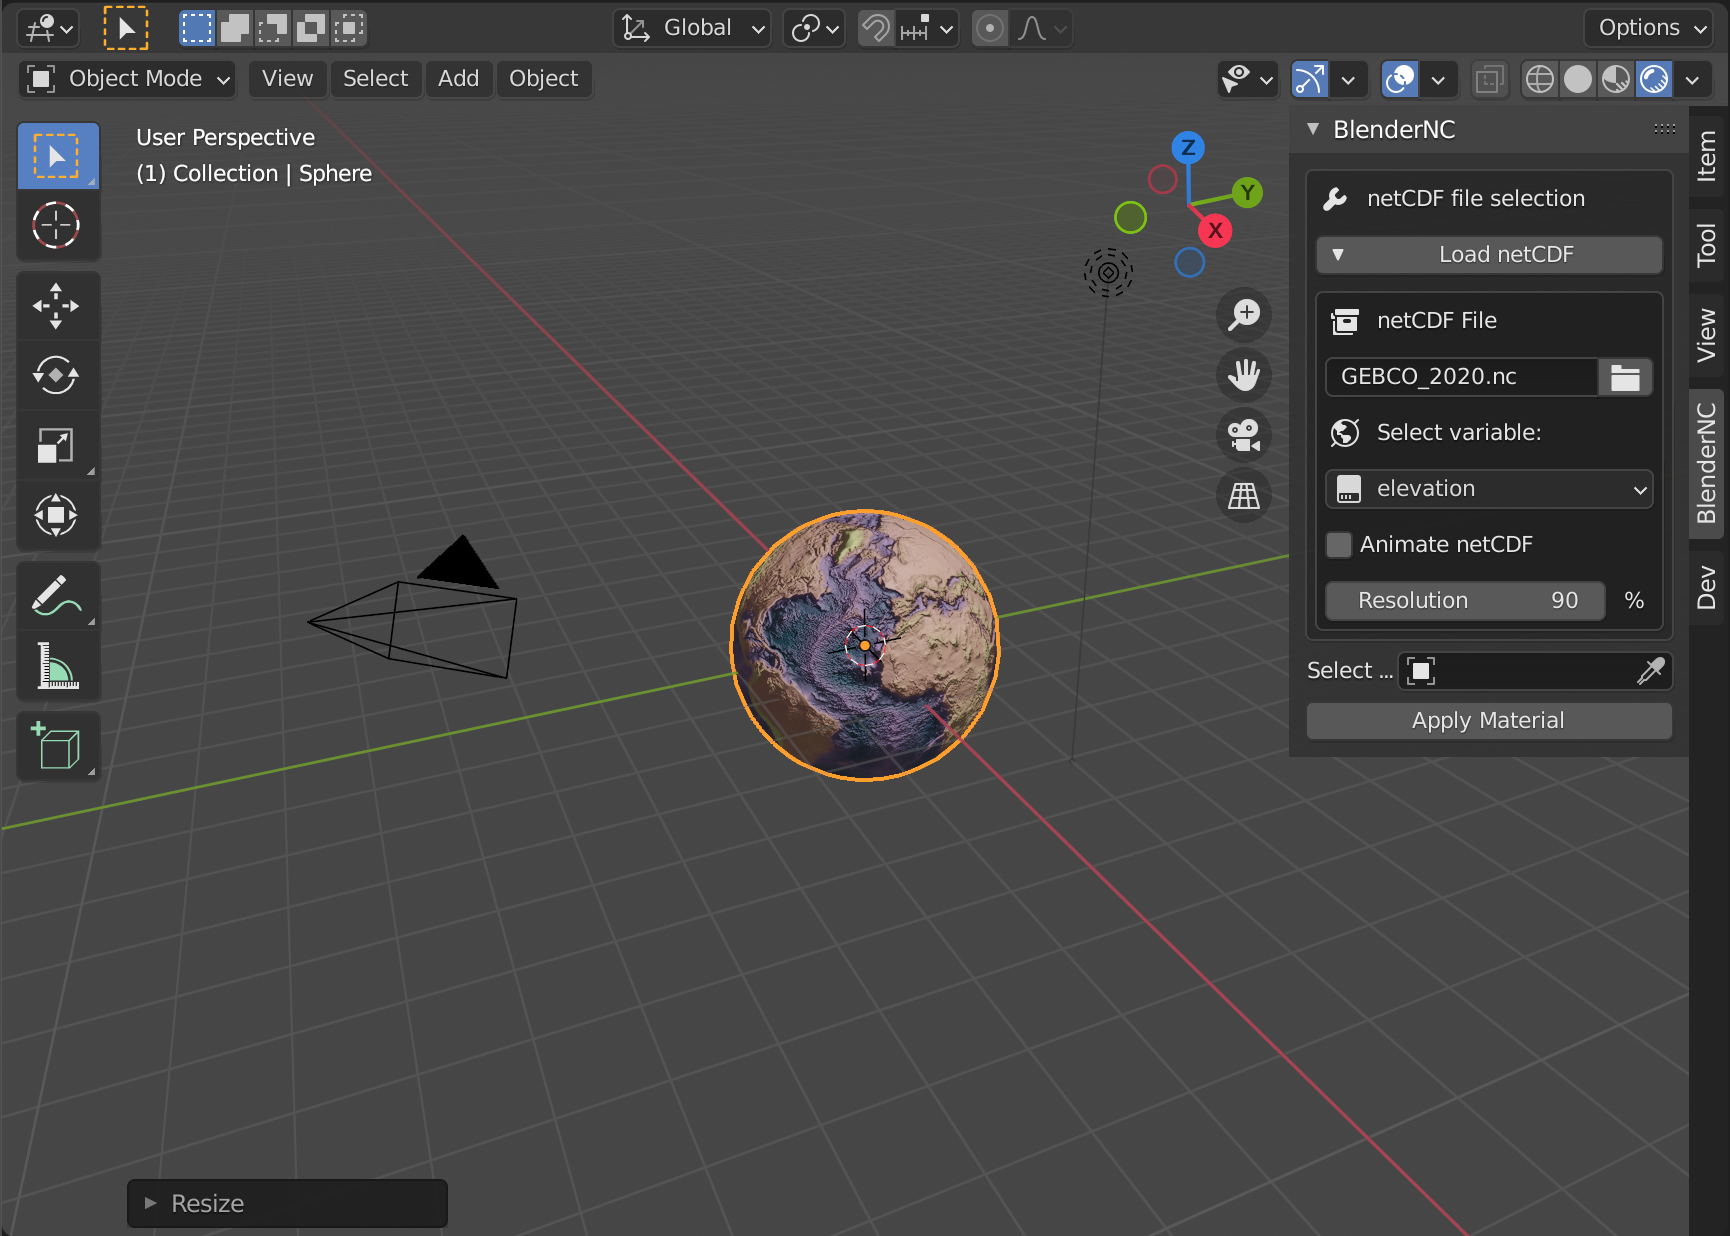 Global
Options
Object Mode
View
Select
Add
Object
User Perspective
(1) Collection | Sphere
Z
Y
X
BlenderNC
netCDF file selection
Load netCDF
netCDF File
GEBCO_2020.nc
Select variable:
elevation
Animate netCDF
Resolution 90 %
Select ...
Apply Material
Item
Tool
View
BlenderNC
Dev
Resize